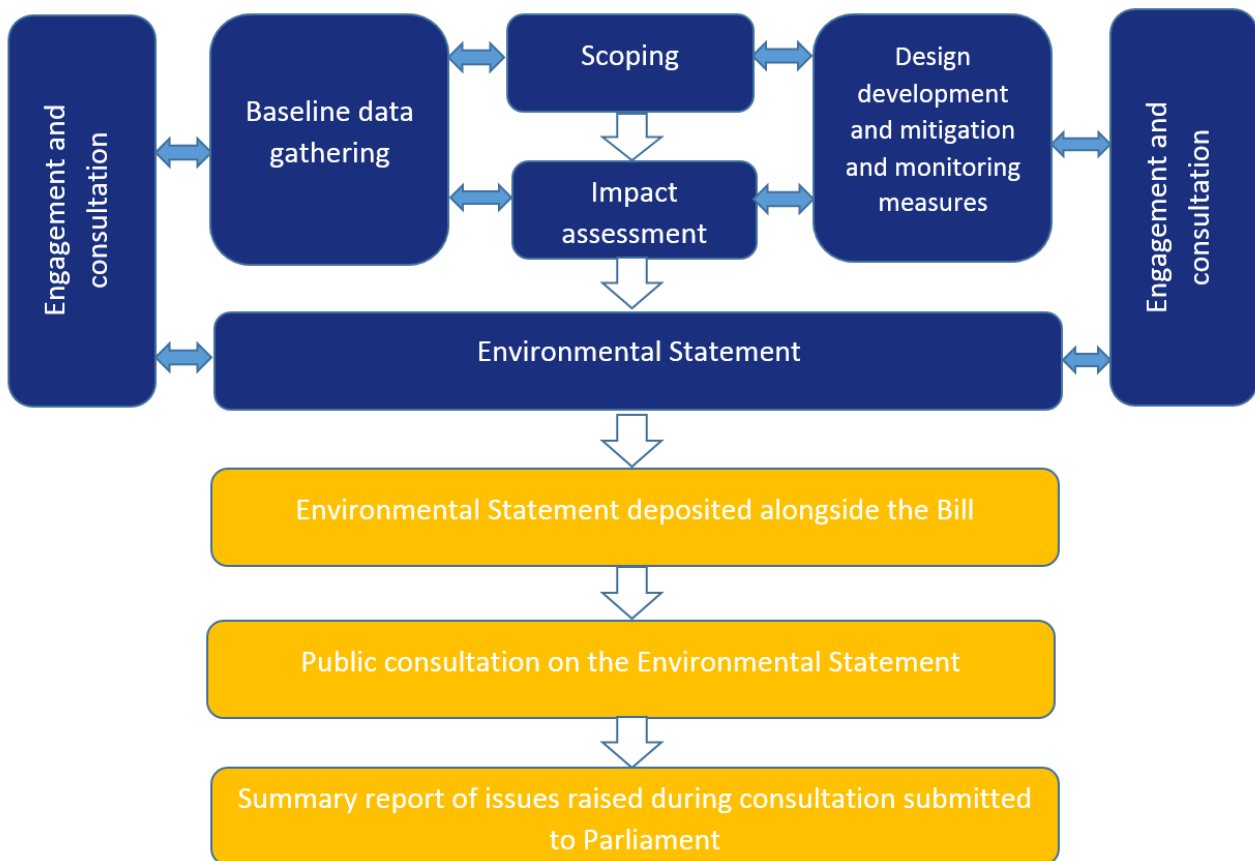 Engagement and
consultation
Baseline data
gathering
Scoping
Impact
assessment
Design
development
and mitigation
and monitoring
measures
Engagement and
consultation
Environmental Statement
Environmental Statement deposited alongside the Bill
Public consultation on the Environmental Statement
Summary report of issues raised during consultation submitted
to Parliament